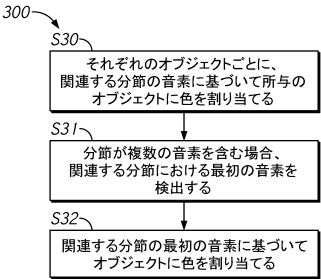 300
S30
それぞれのオブジェクトごとに、
関連する分節の音素に基づいて所与の
オブジェクトに色を割り当てる
S31
分節が複数の音素を含む場合、
関連する分節における最初の音素を
検出する
S32
関連する分節の最初の音素に基づいて
オブジェクトに色を割り当てる